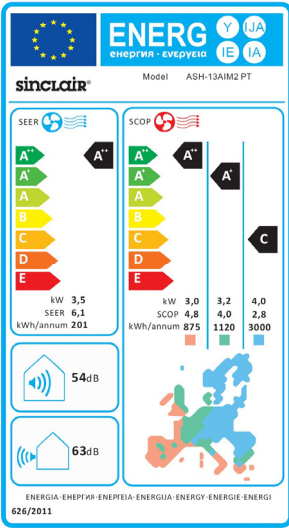 ENERG
енергия · ενεργεια
Y IJA
IE IA
sinclair®
Model ASH-13AIM2 PT
SEER
SCOP
A++
A+
A
B
C
D
E
A++
A++
A+
A
B
C
D
E
A++
A+
C
kW 3,5
SEER 6,1
kWh/annum 201
kW 3,0 3,2 4,0
SCOP 4,8 4,0 2,8
kWh/annum 875 1120 3000
54dB
63dB
ENERGIA·ЕНЕРГИЯ·ΕΝΕΡΓΕΙΑ·ENERGIJA·ENERGY·ENERGIE·ENERGI
626/2011